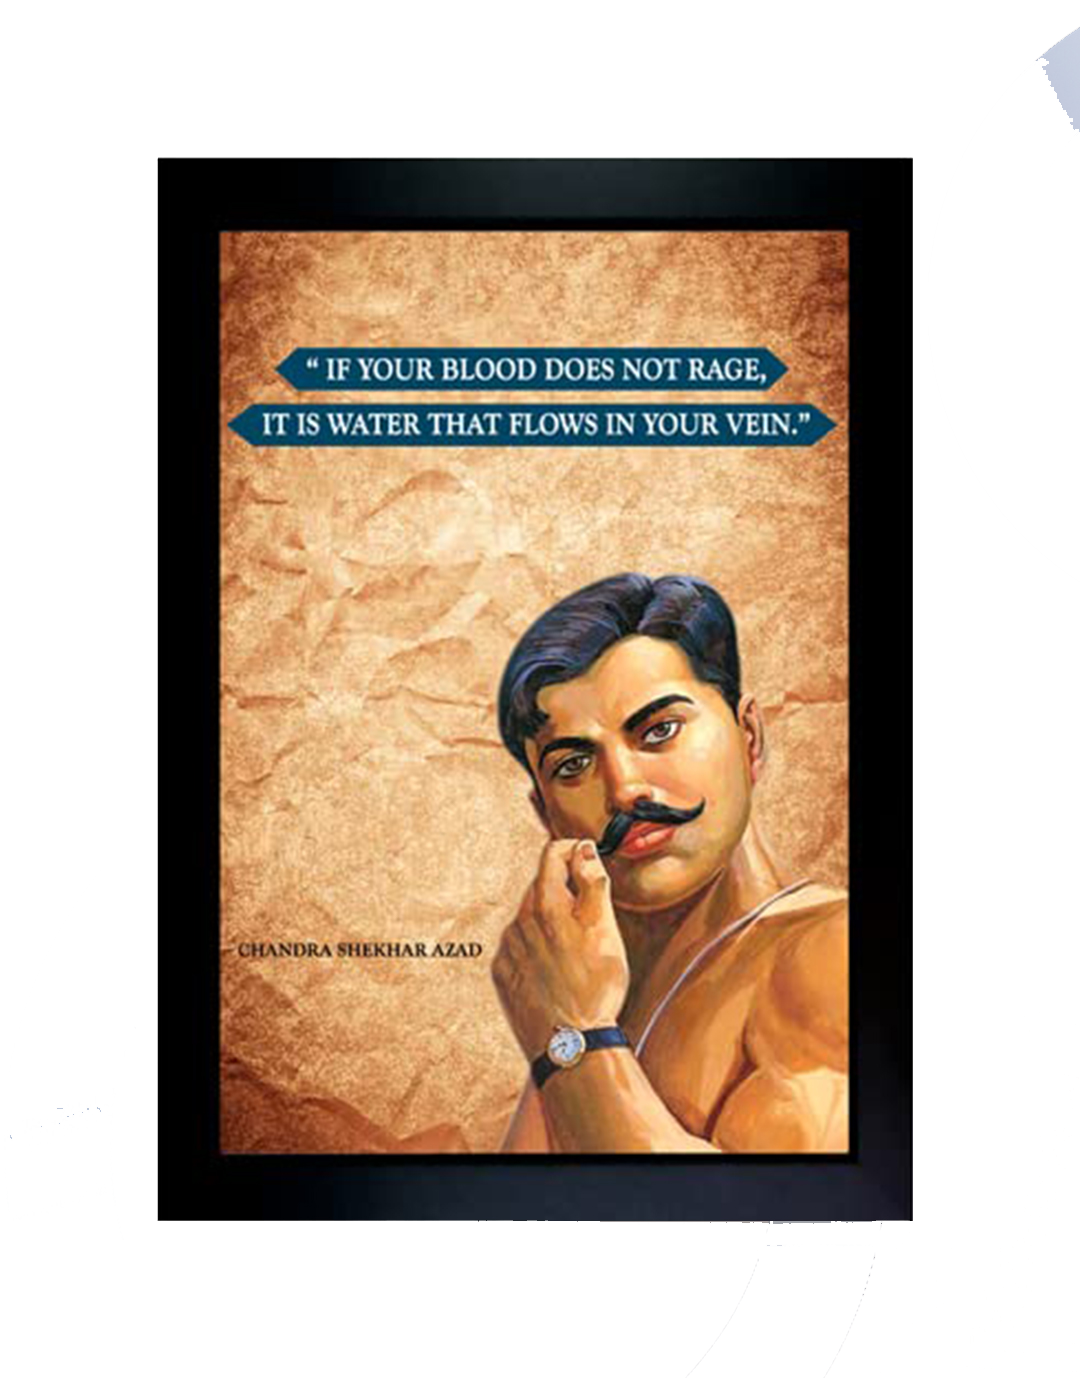 “ IF YOUR BLOOD DOES NOT RAGE,
IT IS WATER THAT FLOWS IN YOUR VEIN.”
CHANDRA SHEKHAR AZAD